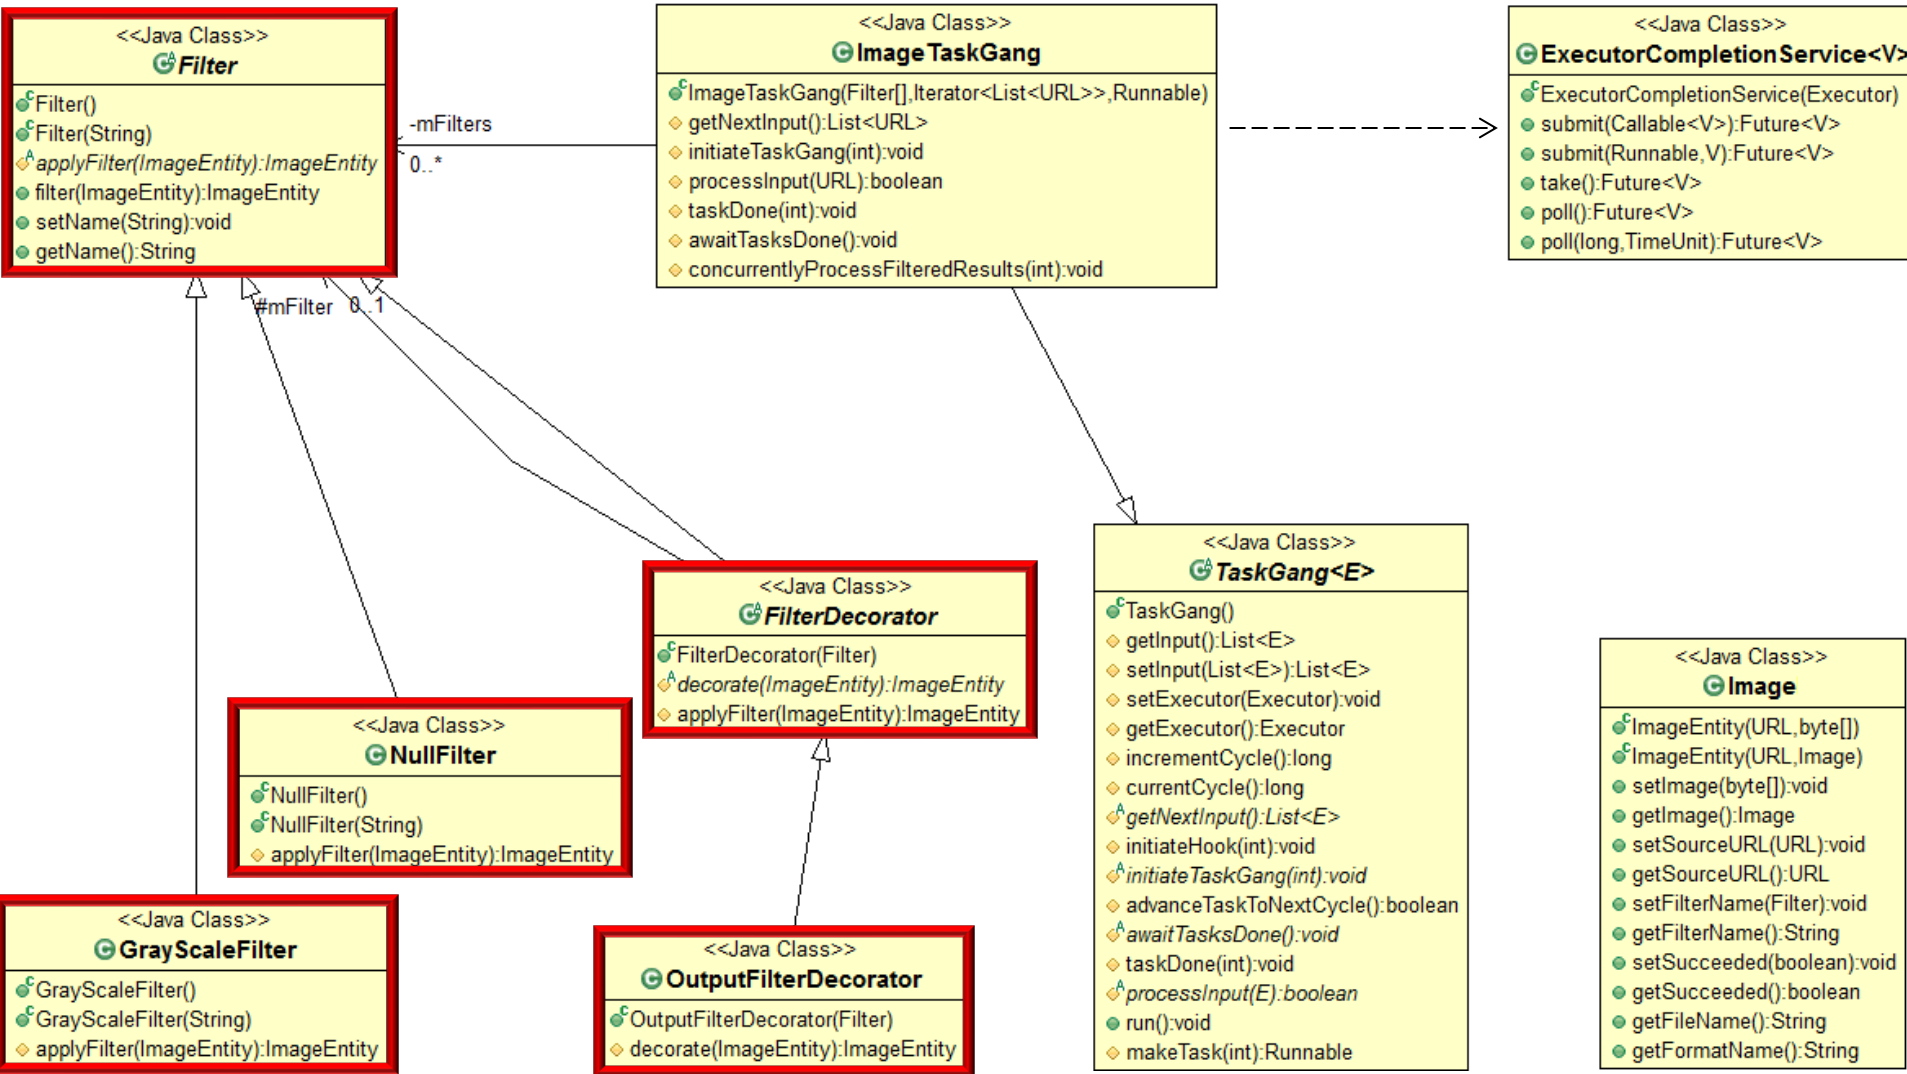 <<Java Class>>
Filter
Filter()
Filter(String)
applyFilter(ImageEntity):ImageEntity
filter(ImageEntity):ImageEntity
setName(String):void
getName():String
-mFilters
0..*
<<Java Class>>
ImageTaskGang
ImageTaskGang(Filter[],Iterator<List<URL>>,Runnable)
getNextInput():List<URL>
initiateTaskGang(int):void
processInput(URL):boolean
taskDone(int):void
awaitTasksDone():void
concurrentlyProcessFilteredResults(int):void
<<Java Class>>
ExecutorCompletionService<V>
ExecutorCompletionService(Executor)
submit(Callable<V>):Future<V>
submit(Runnable,V):Future<V>
take():Future<V>
poll():Future<V>
poll(long,TimeUnit):Future<V>
#mFilter 0..1
<<Java Class>>
FilterDecorator
FilterDecorator(Filter)
decorate(ImageEntity):ImageEntity
applyFilter(ImageEntity):ImageEntity
<<Java Class>>
TaskGang<E>
TaskGang()
getInput():List<E>
setInput(List<E>):List<E>
setExecutor(Executor):void
getExecutor():Executor
incrementCycle():long
currentCycle():long
getNextInput():List<E>
initiateHook(int):void
initiateTaskGang(int):void
advanceTaskToNextCycle():boolean
awaitTasksDone():void
taskDone(int):void
processInput(E):boolean
run():void
makeTask(int):Runnable
<<Java Class>>
Image
ImageEntity(URL,byte[])
ImageEntity(URL,Image)
setImage(byte[]):void
getImage():Image
setSourceURL(URL):void
getSourceURL():URL
setFilterName(Filter):void
getFilterName():String
setSucceeded(boolean):void
getSucceeded():boolean
getFileName():String
getFormatName():String
<<Java Class>>
NullFilter
NullFilter()
NullFilter(String)
applyFilter(ImageEntity):ImageEntity
<<Java Class>>
GrayScaleFilter
GrayScaleFilter()
GrayScaleFilter(String)
applyFilter(ImageEntity):ImageEntity
<<Java Class>>
OutputFilterDecorator
OutputFilterDecorator(Filter)
decorate(ImageEntity):ImageEntity